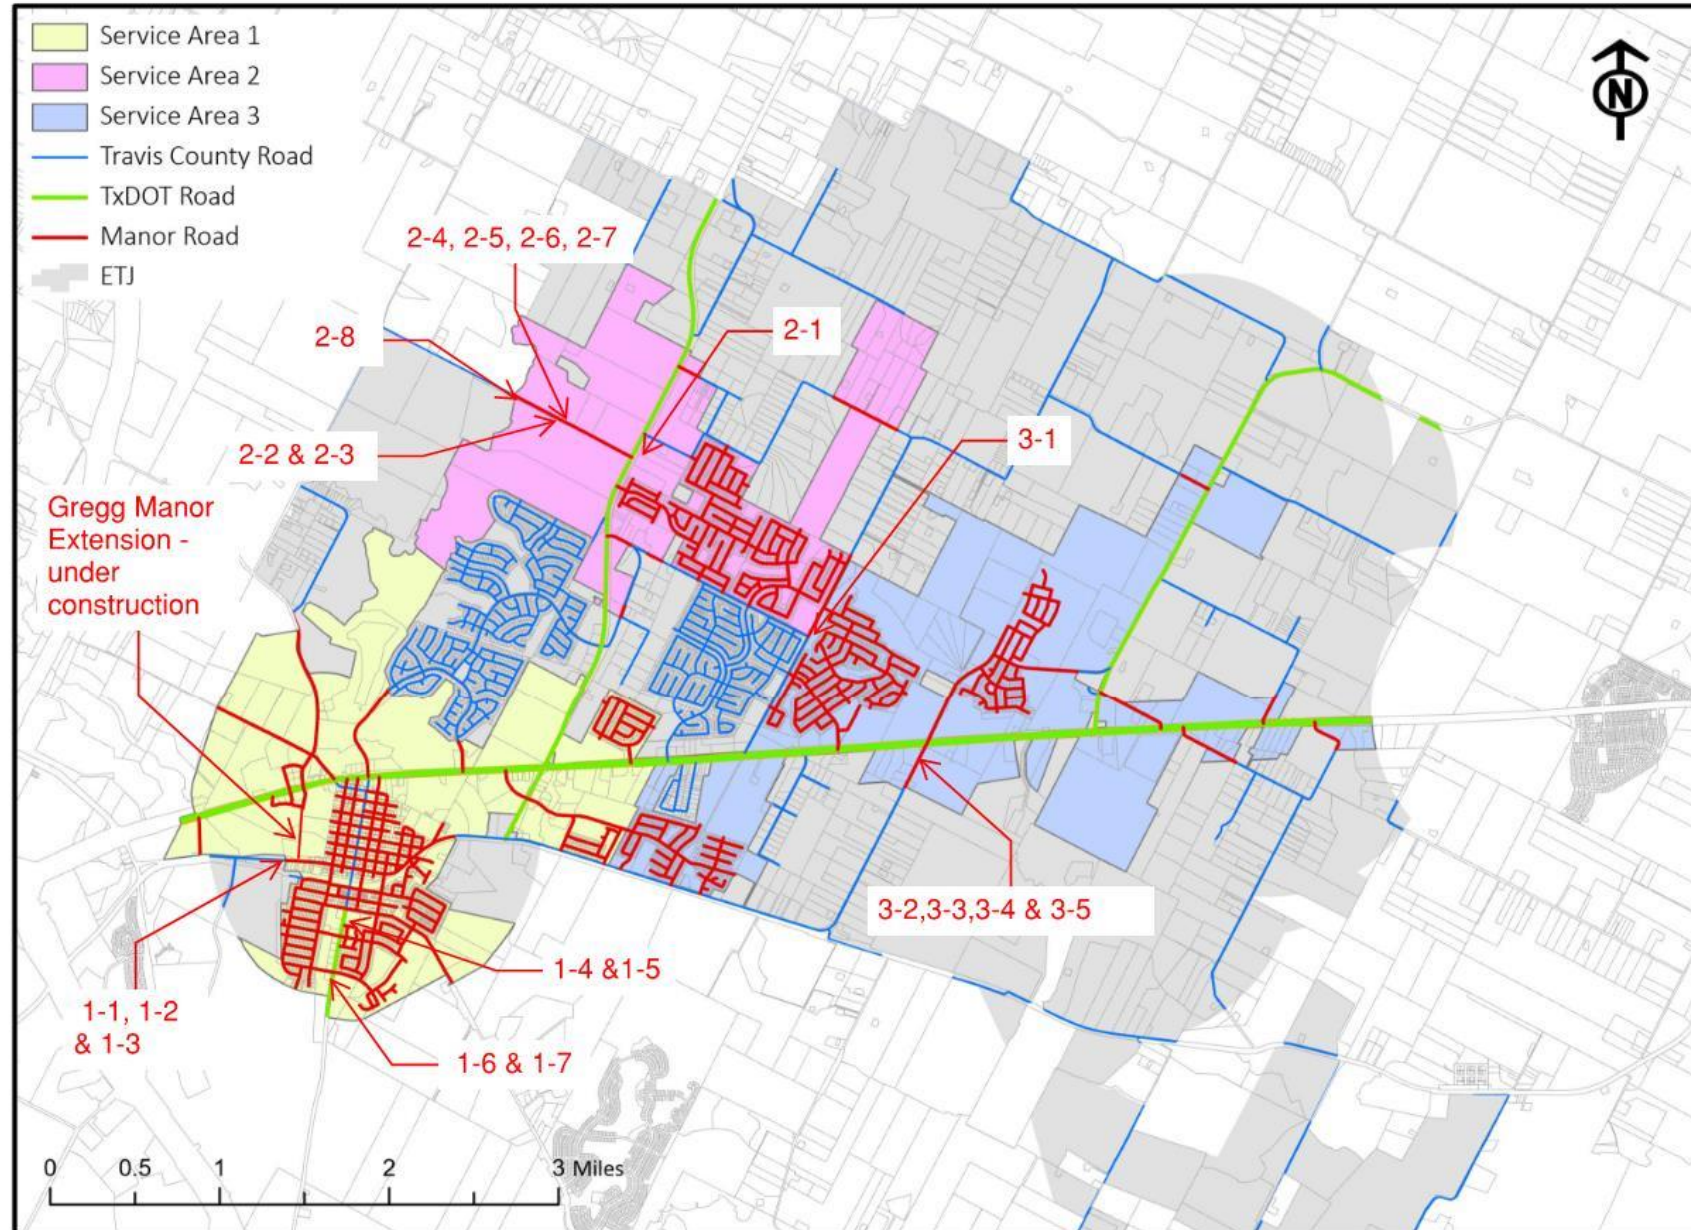 Service Area 1
Service Area 2
Service Area 3
Travis County Road
TxDOT Road
Manor Road
ETJ
N
2-4, 2-5, 2-6, 2-7
2-8
2-1
2-2 & 2-3
3-1
Gregg Manor
Extension -
under
construction
3-2,3-3,3-4 & 3-5
1-4 &1-5
1-1, 1-2
& 1-3
1-6 & 1-7
0 0.5 1 2 3 Miles